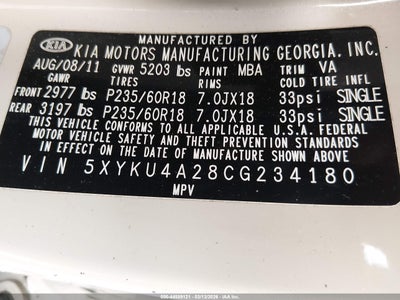 MANUFACTURED BY
KIA KIA MOTORS MANUFACTURING GEORGIA, INC.
AUG/08/11 GVWR 5203 lbs PAINT MBA TRIM VA
GAWR TIRES RIMS COLD TIRE INFL
FRONT 2977 lbs P235/60R18 7.0JX18 33psi SINGLE
REAR 3197 lbs P235/60R18 7.0JX18 33psi SINGLE
THIS VEHICLE CONFORMS TO ALL APPLICABLE U.S.A. FEDERAL
MOTOR VEHICLE SAFETY AND THEFT PREVENTION STANDARDS
IN EFFECT ON THE DATE OF MANUFACTURE SHOWN ABOVE.
VIN 5XYKU4A28CG234180
MPV